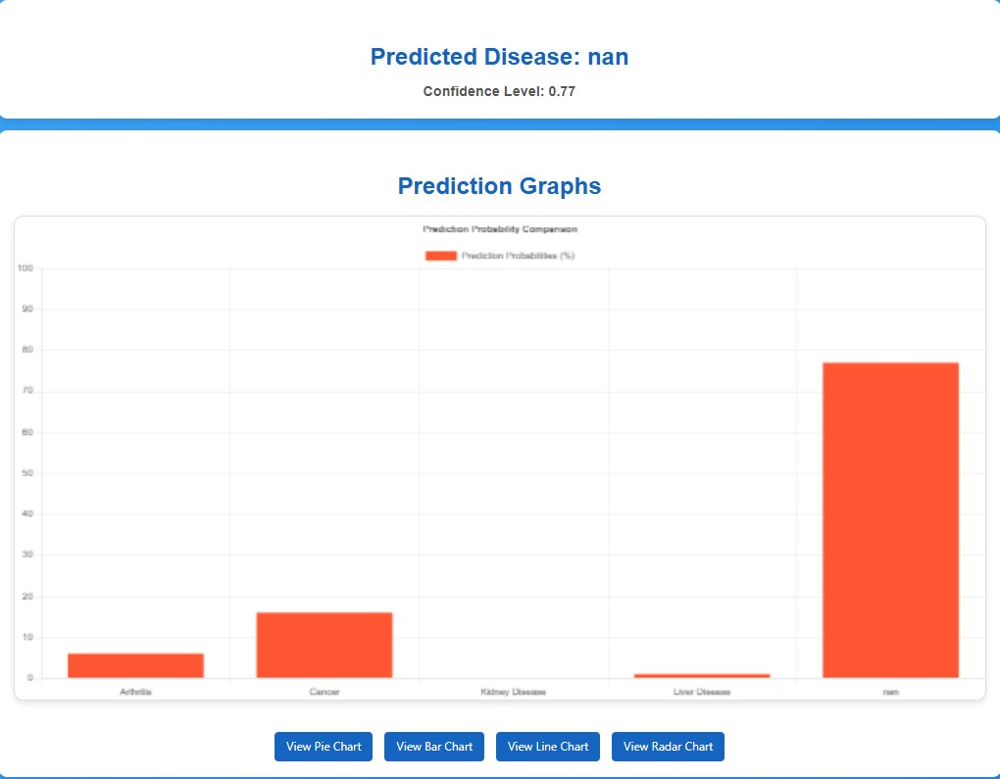 Predicted Disease: nan
Confidence Level: 0.77
Prediction Graphs
Prediction Probability Comparison
Prediction Probabilities (%)
100
90
80
70
60
50
40
30
20
10
0
Arthritis Cancer Kidney Disease Liver Disease nan
View Pie Chart View Bar Chart View Line Chart View Radar Chart